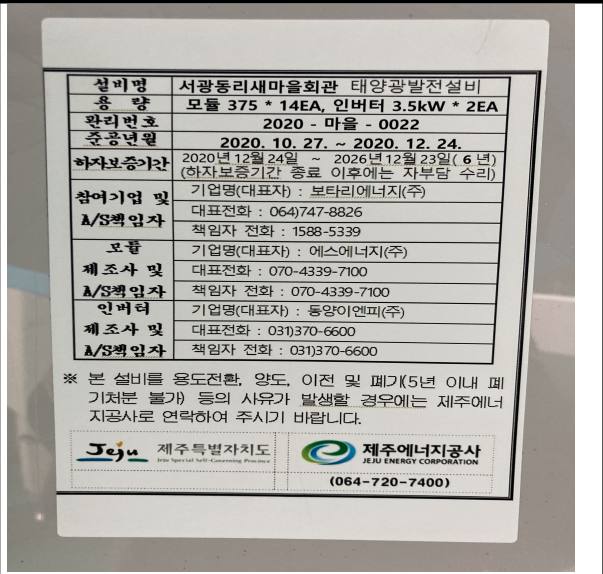 설비명 서광동리새마을회관 태양광발전설비
용 량 모듈 375 * 14EA, 인버터 3.5kW * 2EA
관리번호 2020 - 마을 - 0022
준공년월 2020. 10. 27. ~ 2020. 12. 24.
하자보증기간 2020년 12월 24일 ~ 2026년 12월 23일( 6 년)
(하자보증기간 종료 이후에는 자부담 수리)
참여기업 및
A/S책임자
기업명(대표자) : 보타리에너지(주)
대표전화 : 064)747-8826
책임자 전화 : 1588-5339
모듈
제조사 및
A/S책임자
기업명(대표자) : 에스에너지(주)
대표전화 : 070-4339-7100
책임자 전화 : 070-4339-7100
인버터
제조사 및
A/S책임자
기업명(대표자) : 동양이엔피(주)
대표전화 : 031)370-6600
책임자 전화 : 031)370-6600
※ 본 설비를 용도전환, 양도, 이전 및 폐기(5년 이내 폐
기처분 불가) 등의 사유가 발생할 경우에는 제주에너
지공사로 연락하여 주시기 바랍니다.
Jeju 제주특별자치도
Jeju Special Self-Governing Province
제주에너지공사
JEJU ENERGY CORPORATION
(064-720-7400)